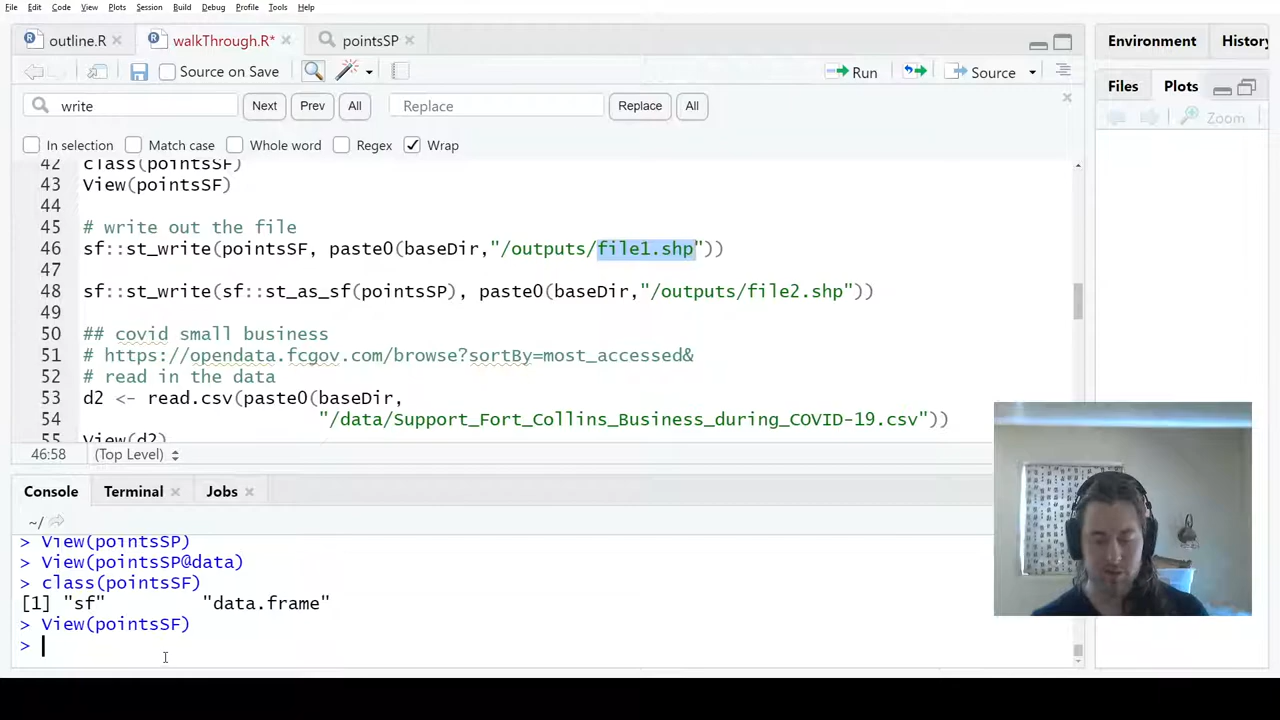 File Edit Code View Plots Session Build Debug Profile Tools Help
outline.R walkThrough.R* pointsSP
Environment History
Source on Save Run Source
Files Plots
write Next Prev All Replace Replace All
Zoom
In selection Match case Whole word Regex Wrap
42 class(pointsSF)
43 View(pointsSF)
44
45 # write out the file
46 sf::st_write(pointsSF, paste0(baseDir,"/outputs/file1.shp"))
47
48 sf::st_write(sf::st_as_sf(pointsSP), paste0(baseDir,"/outputs/file2.shp"))
49
50 ## covid small business
51 # https://opendata.fcgov.com/browse?sortBy=most_accessed&
52 # read in the data
53 d2 <- read.csv(paste0(baseDir,
54 "/data/Support_Fort_Collins_Business_during_COVID-19.csv"))
55 View(d2)
46:58 (Top Level)
Console Terminal Jobs
~/
> View(pointsSP)
> View(pointsSP@data)
> class(pointsSF)
[1] "sf" "data.frame"
> View(pointsSF)
>